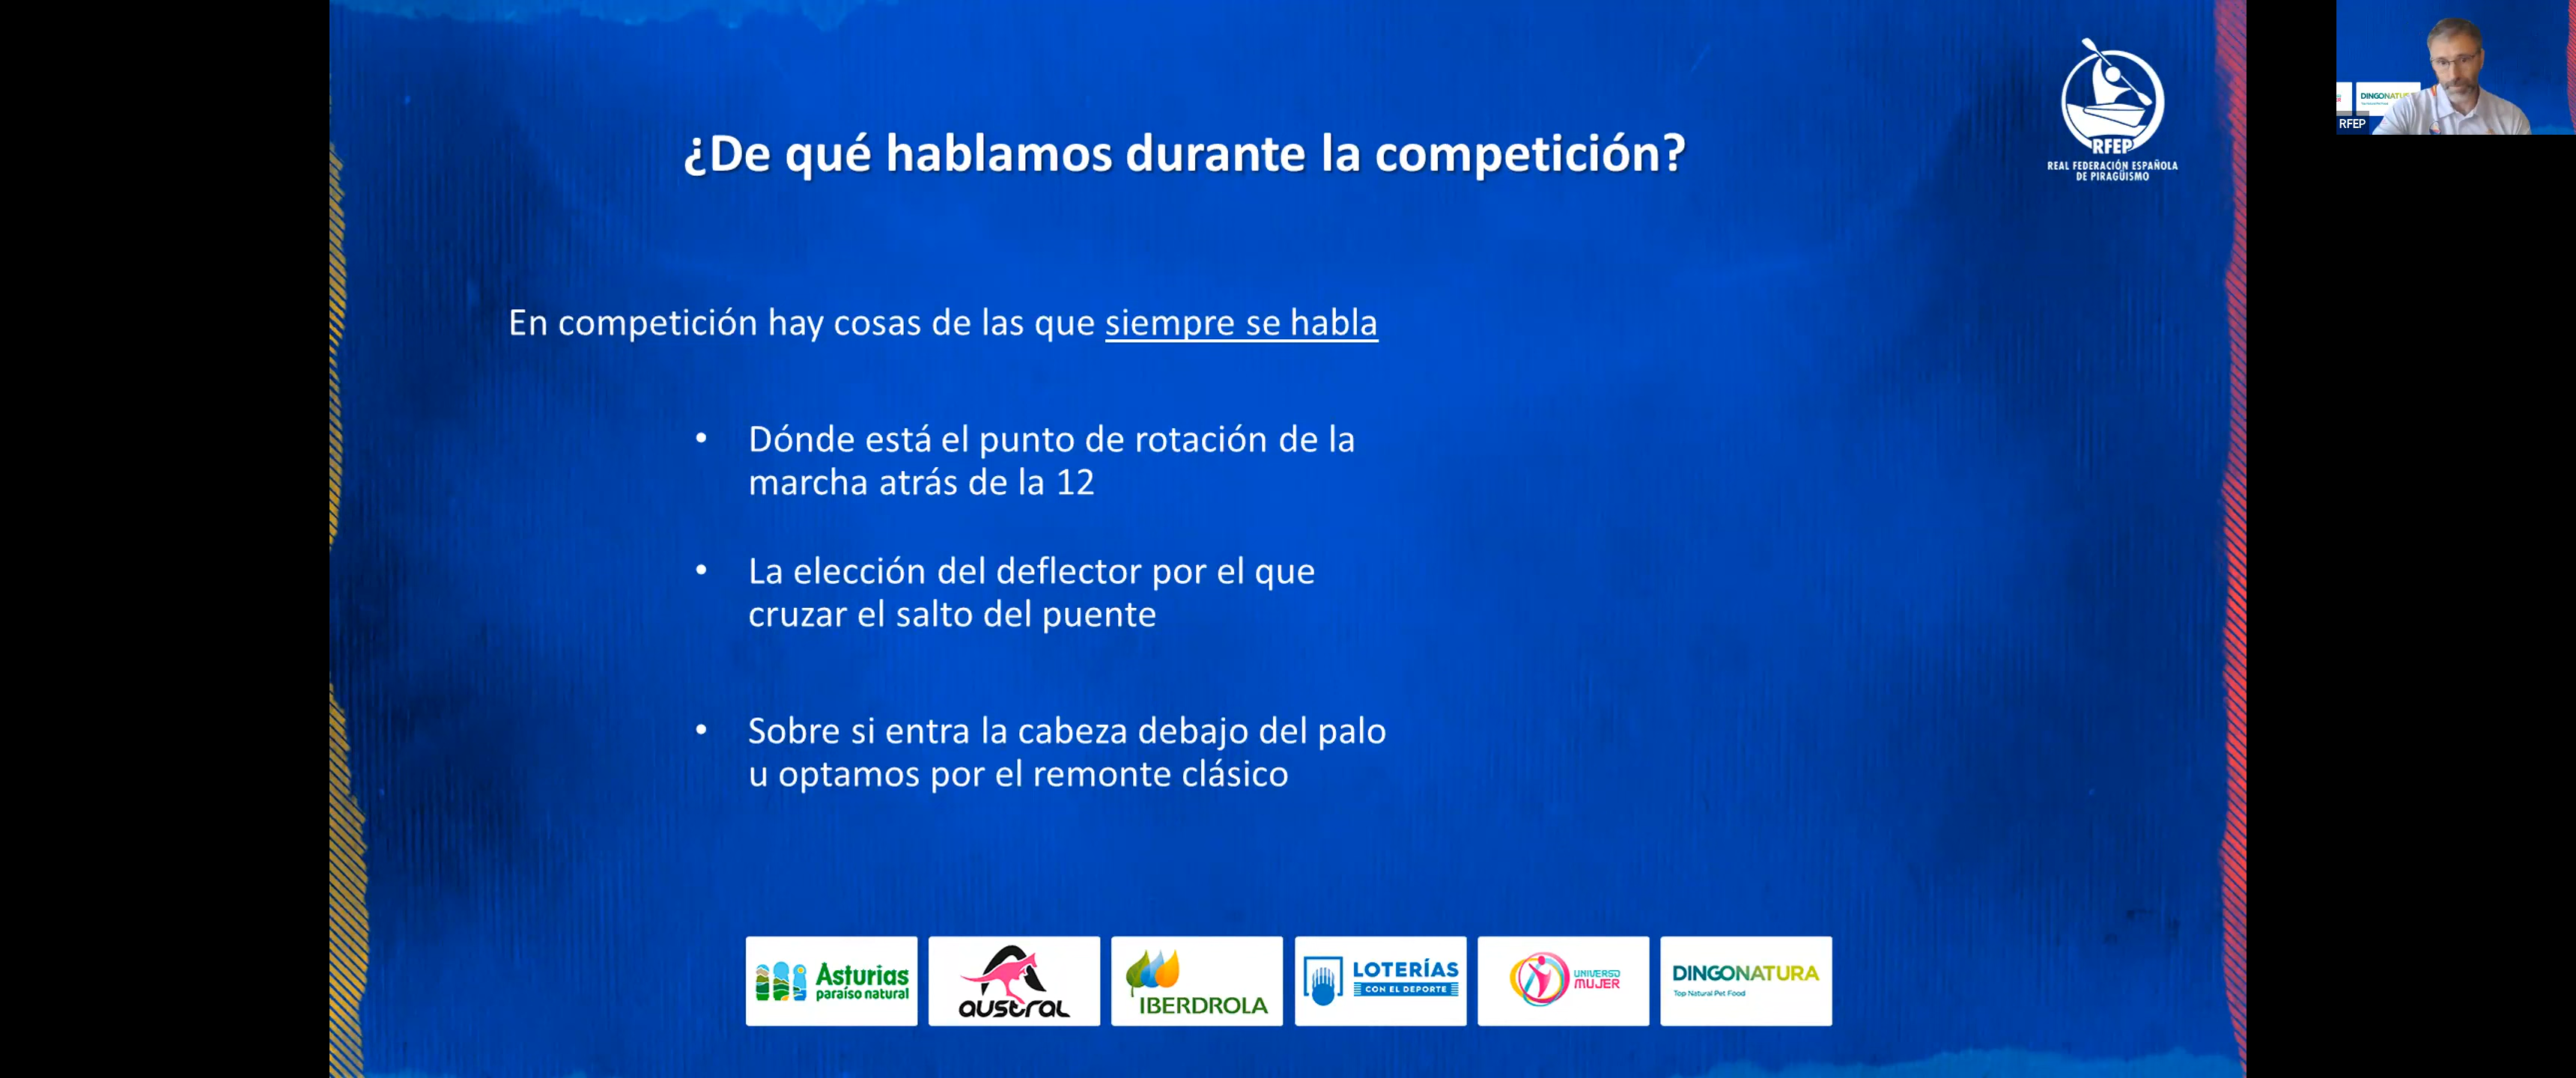 ¿De qué hablamos durante la competición?
RFEP
REAL FEDERACIÓN ESPAÑOLA
DE PIRAGÜISMO
DINGONATU
RFEP
En competición hay cosas de las que siempre se habla
• Dónde está el punto de rotación de la
marcha atrás de la 12
• La elección del deflector por el que
cruzar el salto del puente
• Sobre si entra la cabeza debajo del palo
u optamos por el remonte clásico
Asturias
paraíso natural
austral
IBERDROLA
LOTERÍAS
CON EL DEPORTE
UNIVERSO
MUJER
DINGONATURA
Top Natural Pet Food